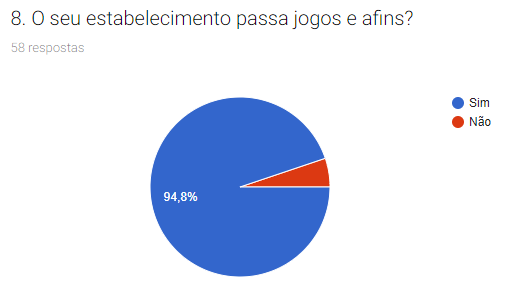 8. O seu estabelecimento passa jogos e afins?
58 respostas
Sim
Não
94,8%